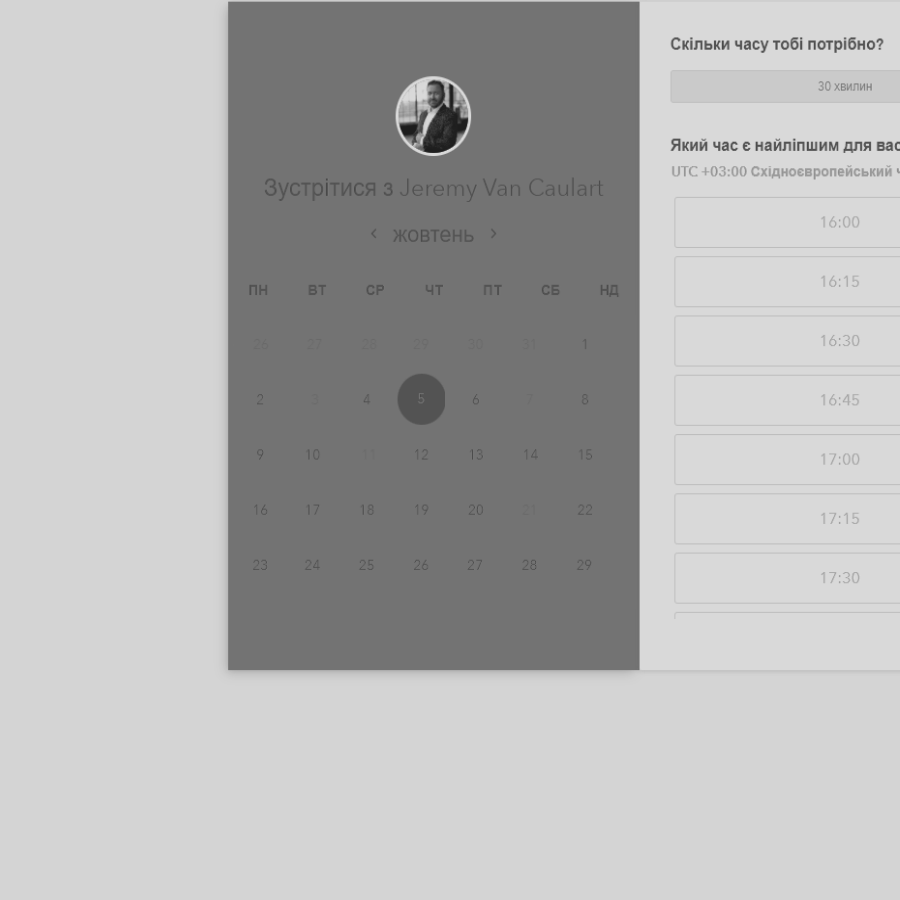 Зустрітися з Jeremy Van Caulart
‹ жовтень ›
ПН ВТ СР ЧТ ПТ СБ НД
26 27 28 29 30 31 1
2 3 4 5 6 7 8
9 10 11 12 13 14 15
16 17 18 19 20 21 22
23 24 25 26 27 28 29
Скільки часу тобі потрібно?
30 хвилин
Який час є найліпшим для вас
UTC +03:00 Східноєвропейський
16:00
16:15
16:30
16:45
17:00
17:15
17:30